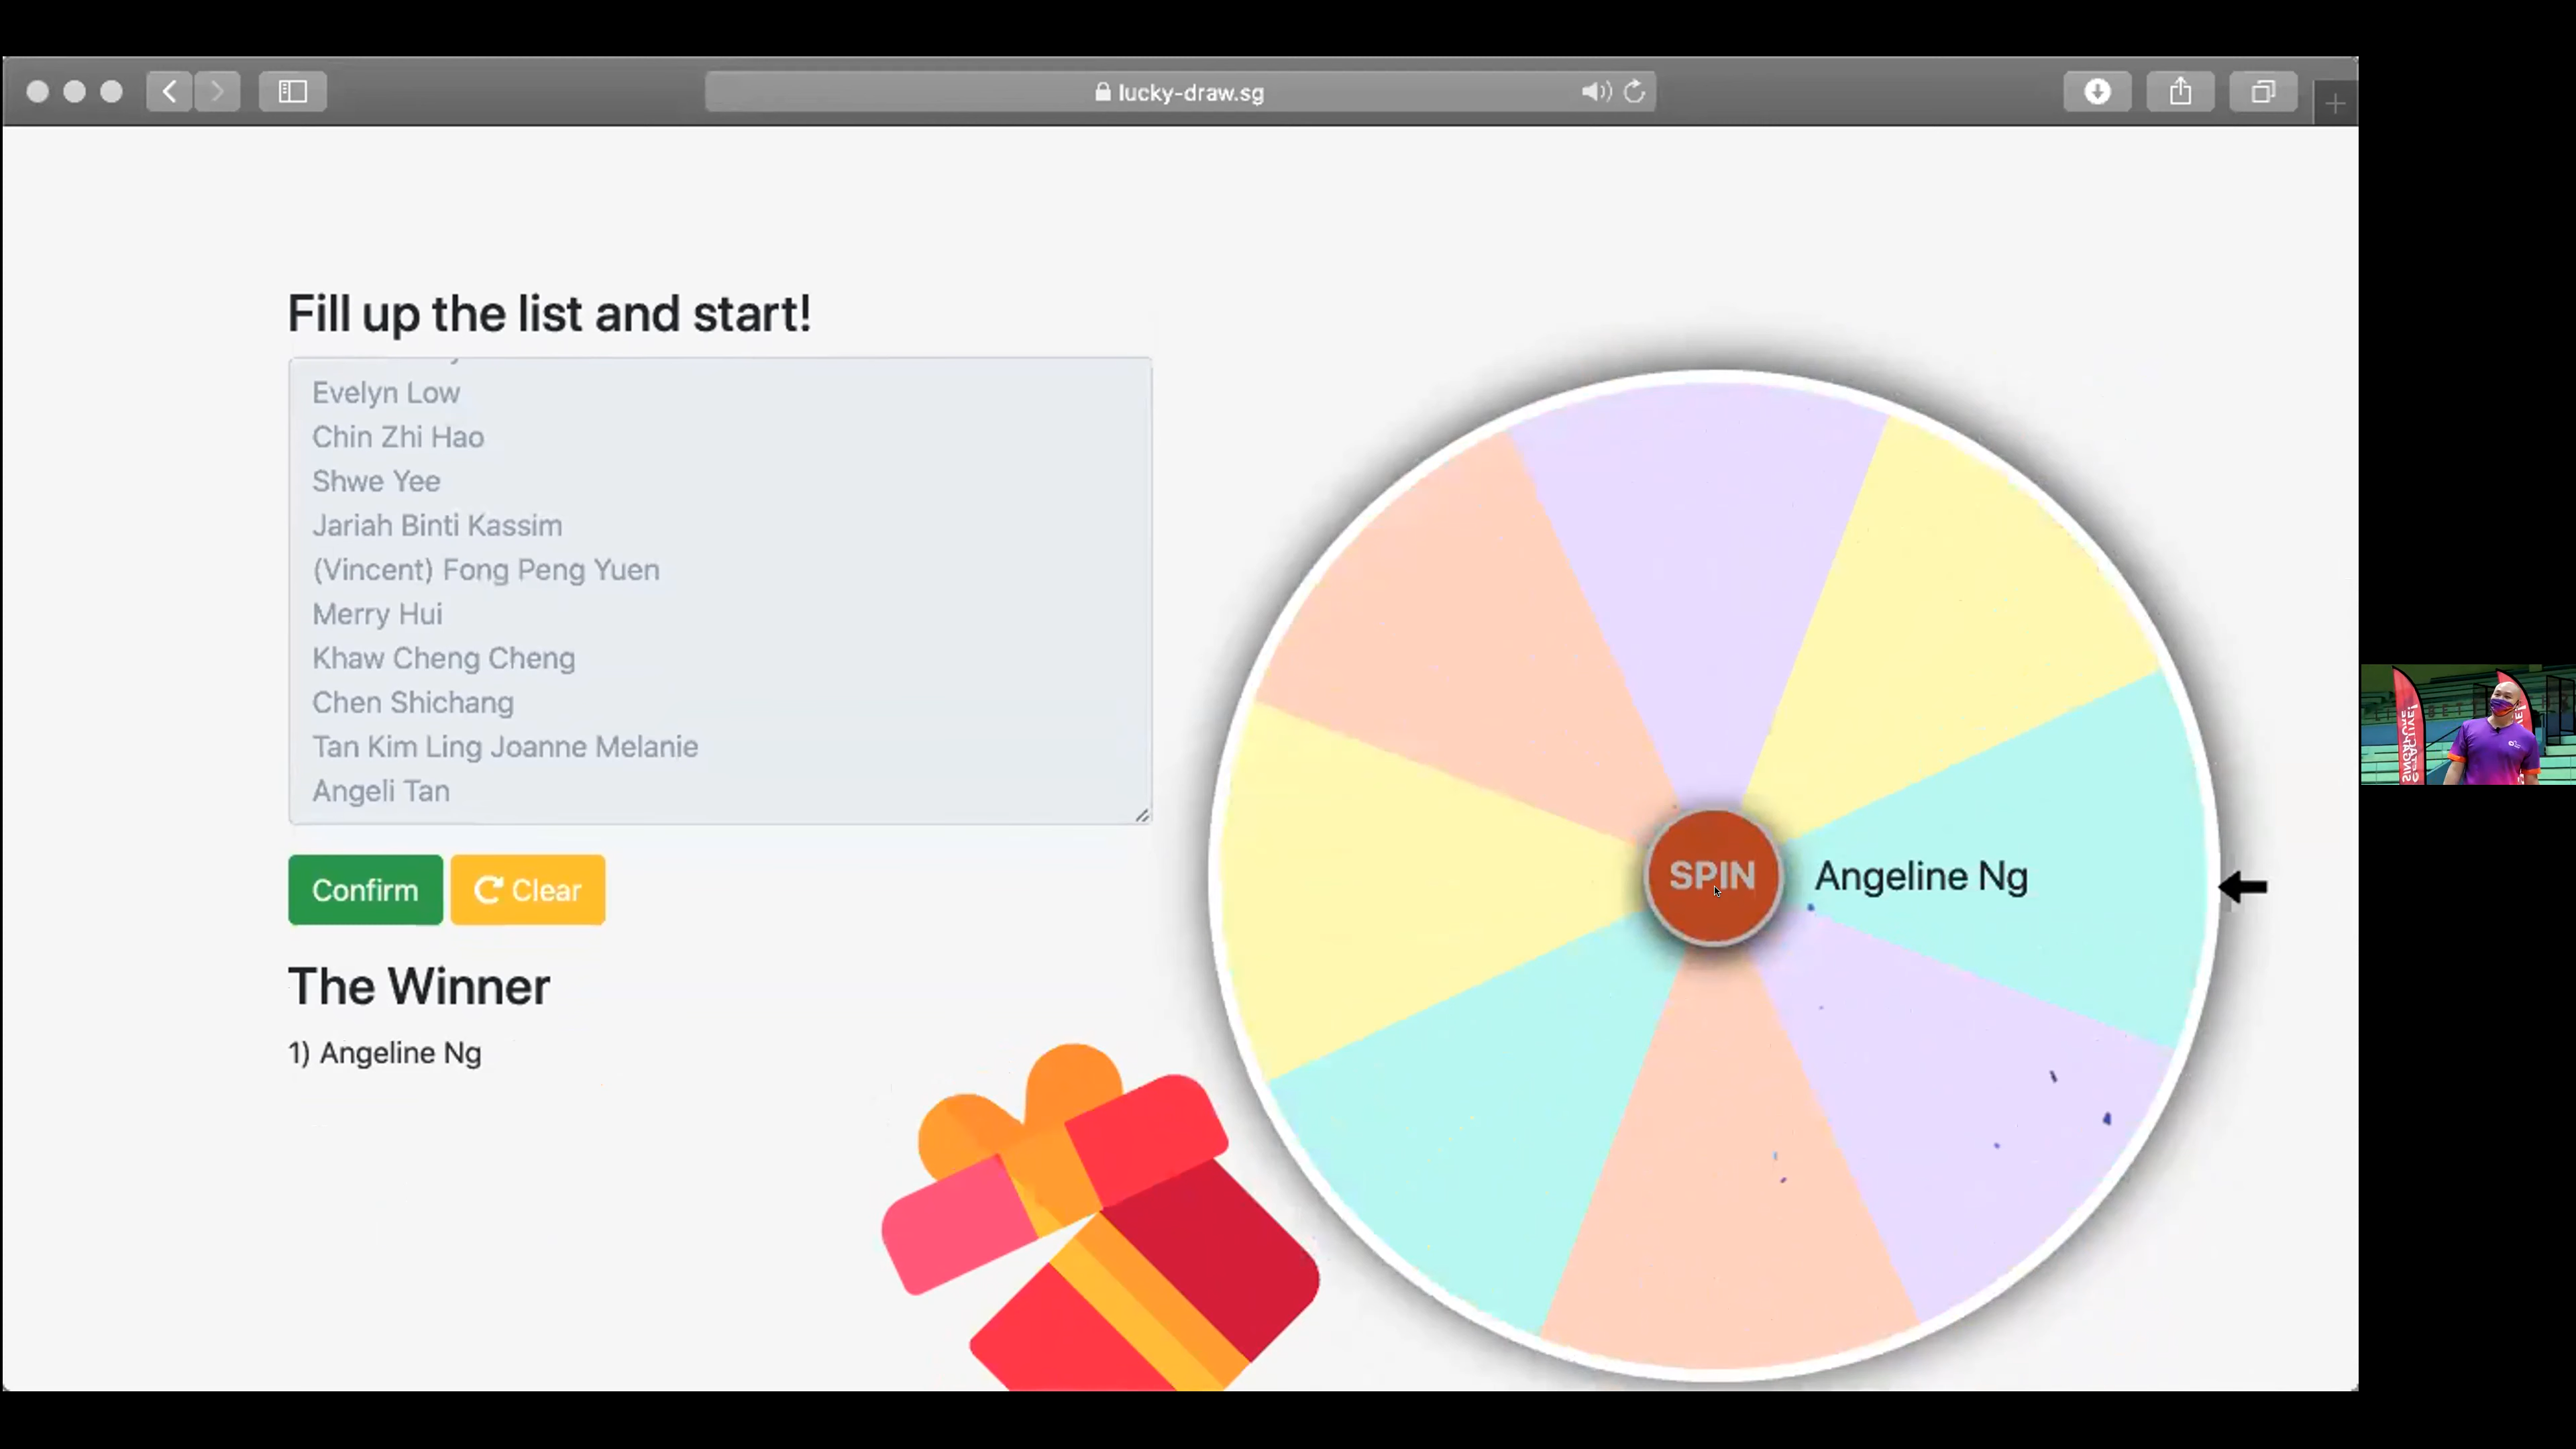 lucky-draw.sg
Fill up the list and start!
Evelyn Low
Chin Zhi Hao
Shwe Yee
Jariah Binti Kassim
(Vincent) Fong Peng Yuen
Merry Hui
Khaw Cheng Cheng
Chen Shichang
Tan Kim Ling Joanne Melanie
Angeli Tan
Confirm
Clear
The Winner
1) Angeline Ng
SPIN
Angeline Ng